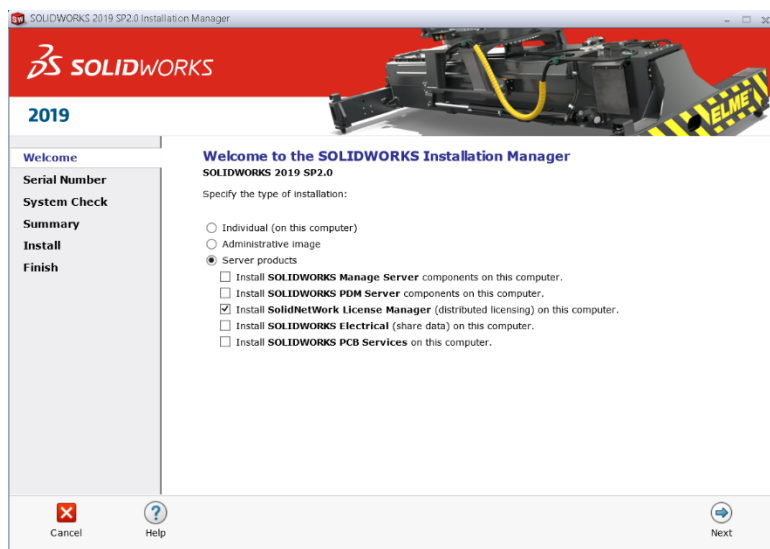 SOLIDWORKS 2019 SP2.0 Installation Manager
SOLIDWORKS
ELME
2019
Welcome
Serial Number
System Check
Summary
Install
Finish
Welcome to the SOLIDWORKS Installation Manager
SOLIDWORKS 2019 SP2.0
Specify the type of installation:
Individual (on this computer)
Administrative image
Server products
Install SOLIDWORKS Manage Server components on this computer.
Install SOLIDWORKS PDM Server components on this computer.
Install SolidNetWork License Manager (distributed licensing) on this computer.
Install SOLIDWORKS Electrical (share data) on this computer.
Install SOLIDWORKS PCB Services on this computer.
Cancel
Help
Next